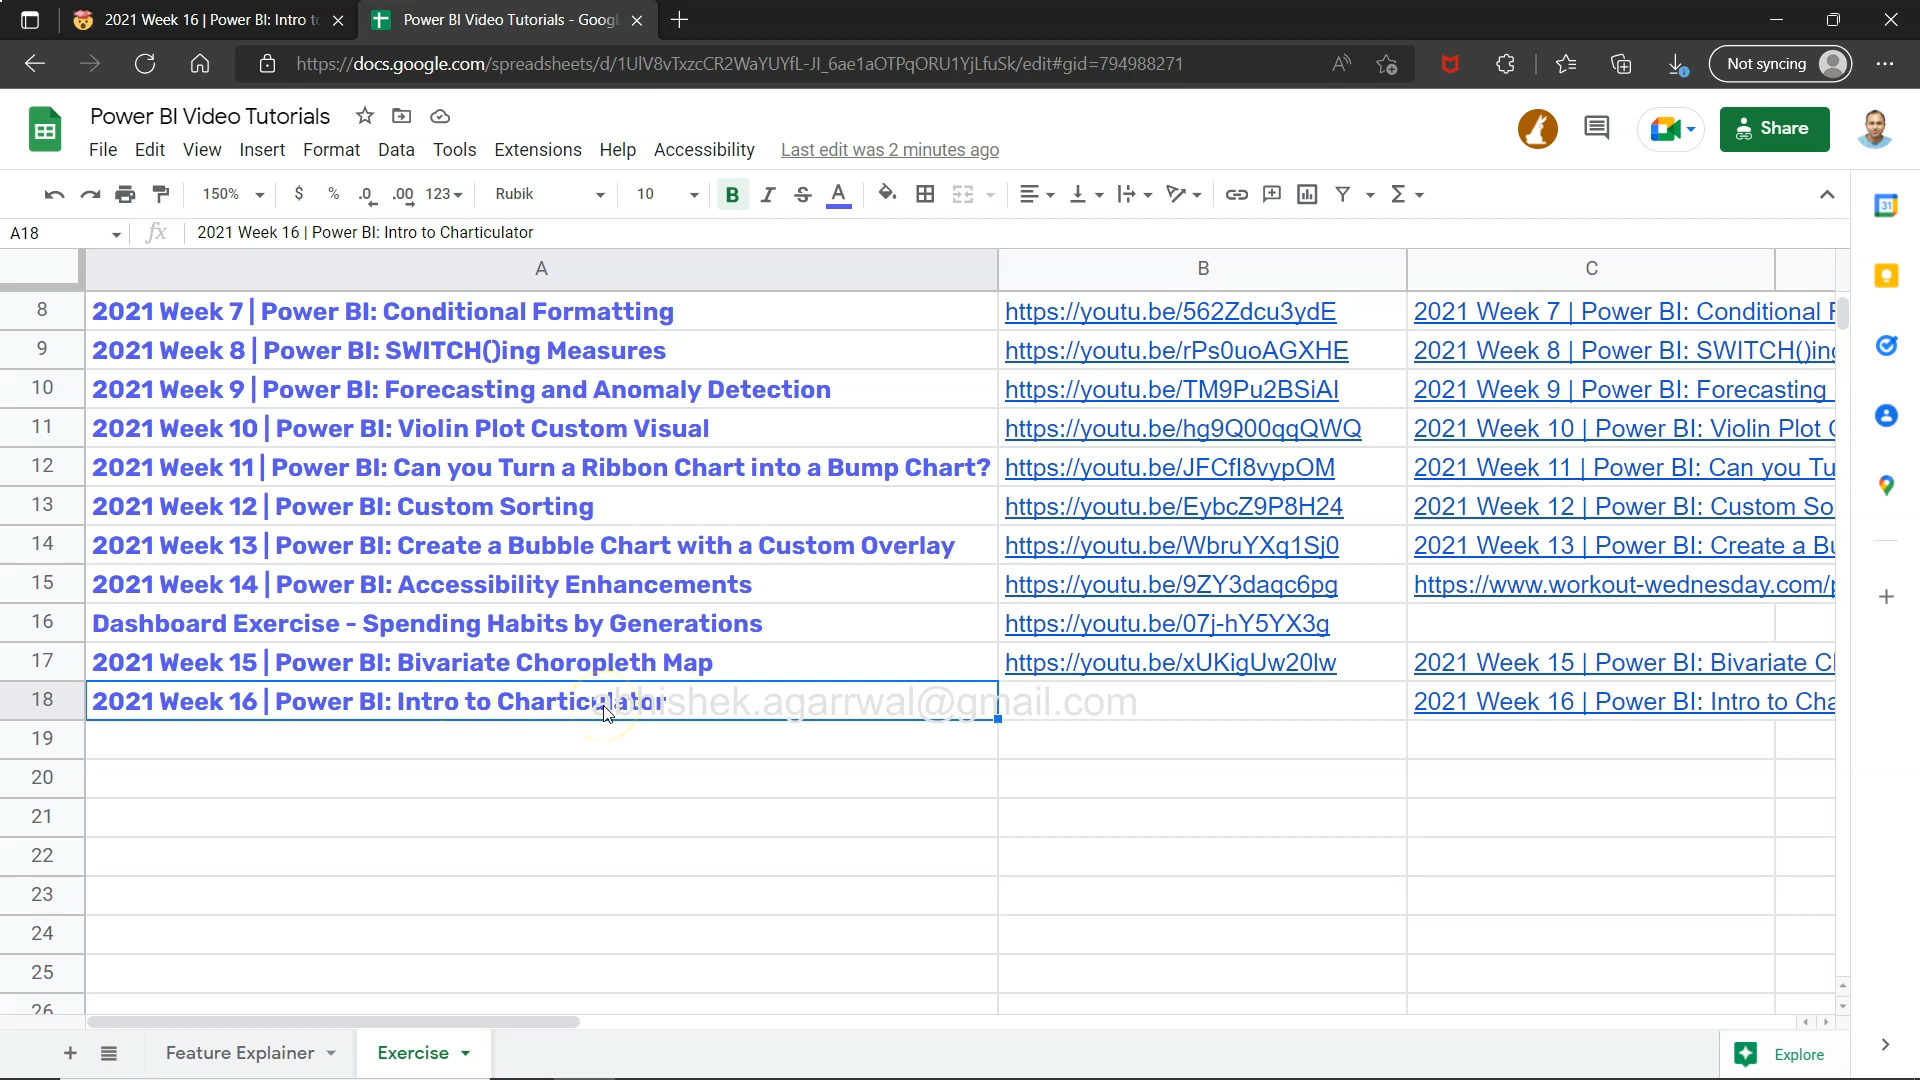 2021 Week 16 | Power BI: Intro to
Power BI Video Tutorials - Googl
https://docs.google.com/spreadsheets/d/1UlV8vTxzcCR2WaYUYfL-JI_6ae1aOTPqORU1YjLfuSk/edit#gid=794988271
Not syncing
Power BI Video Tutorials
Share
File Edit View Insert Format Data Tools Extensions Help Accessibility Last edit was 2 minutes ago
150% $ % .0 .00 123 Rubik 10 B I S A
31
A18 fx 2021 Week 16 | Power BI: Intro to Charticulator
A B C
8 2021 Week 7 | Power BI: Conditional Formatting https://youtu.be/562Zdcu3ydE 2021 Week 7 | Power BI: Conditional F
9 2021 Week 8 | Power BI: SWITCH()ing Measures https://youtu.be/rPs0uoAGXHE 2021 Week 8 | Power BI: SWITCH()ing
10 2021 Week 9 | Power BI: Forecasting and Anomaly Detection https://youtu.be/TM9Pu2BSiAI 2021 Week 9 | Power BI: Forecasting
11 2021 Week 10 | Power BI: Violin Plot Custom Visual https://youtu.be/hg9Q00qqQWQ 2021 Week 10 | Power BI: Violin Plot C
12 2021 Week 11 | Power BI: Can you Turn a Ribbon Chart into a Bump Chart? https://youtu.be/JFCfI8vypOM 2021 Week 11 | Power BI: Can you Tu
13 2021 Week 12 | Power BI: Custom Sorting https://youtu.be/EybcZ9P8H24 2021 Week 12 | Power BI: Custom So
14 2021 Week 13 | Power BI: Create a Bubble Chart with a Custom Overlay https://youtu.be/WbruYXq1Sj0 2021 Week 13 | Power BI: Create a Bu
15 2021 Week 14 | Power BI: Accessibility Enhancements https://youtu.be/9ZY3daqc6pg https://www.workout-wednesday.com/p
16 Dashboard Exercise - Spending Habits by Generations https://youtu.be/07j-hY5YX3g
17 2021 Week 15 | Power BI: Bivariate Choropleth Map https://youtu.be/xUKigUw20lw 2021 Week 15 | Power BI: Bivariate Cl
18 2021 Week 16 | Power BI: Intro to Charticulator 2021 Week 16 | Power BI: Intro to Cha
abhishek.agarrwal@gmail.com
19
20
21
22
23
24
25
26
Feature Explainer Exercise Explore